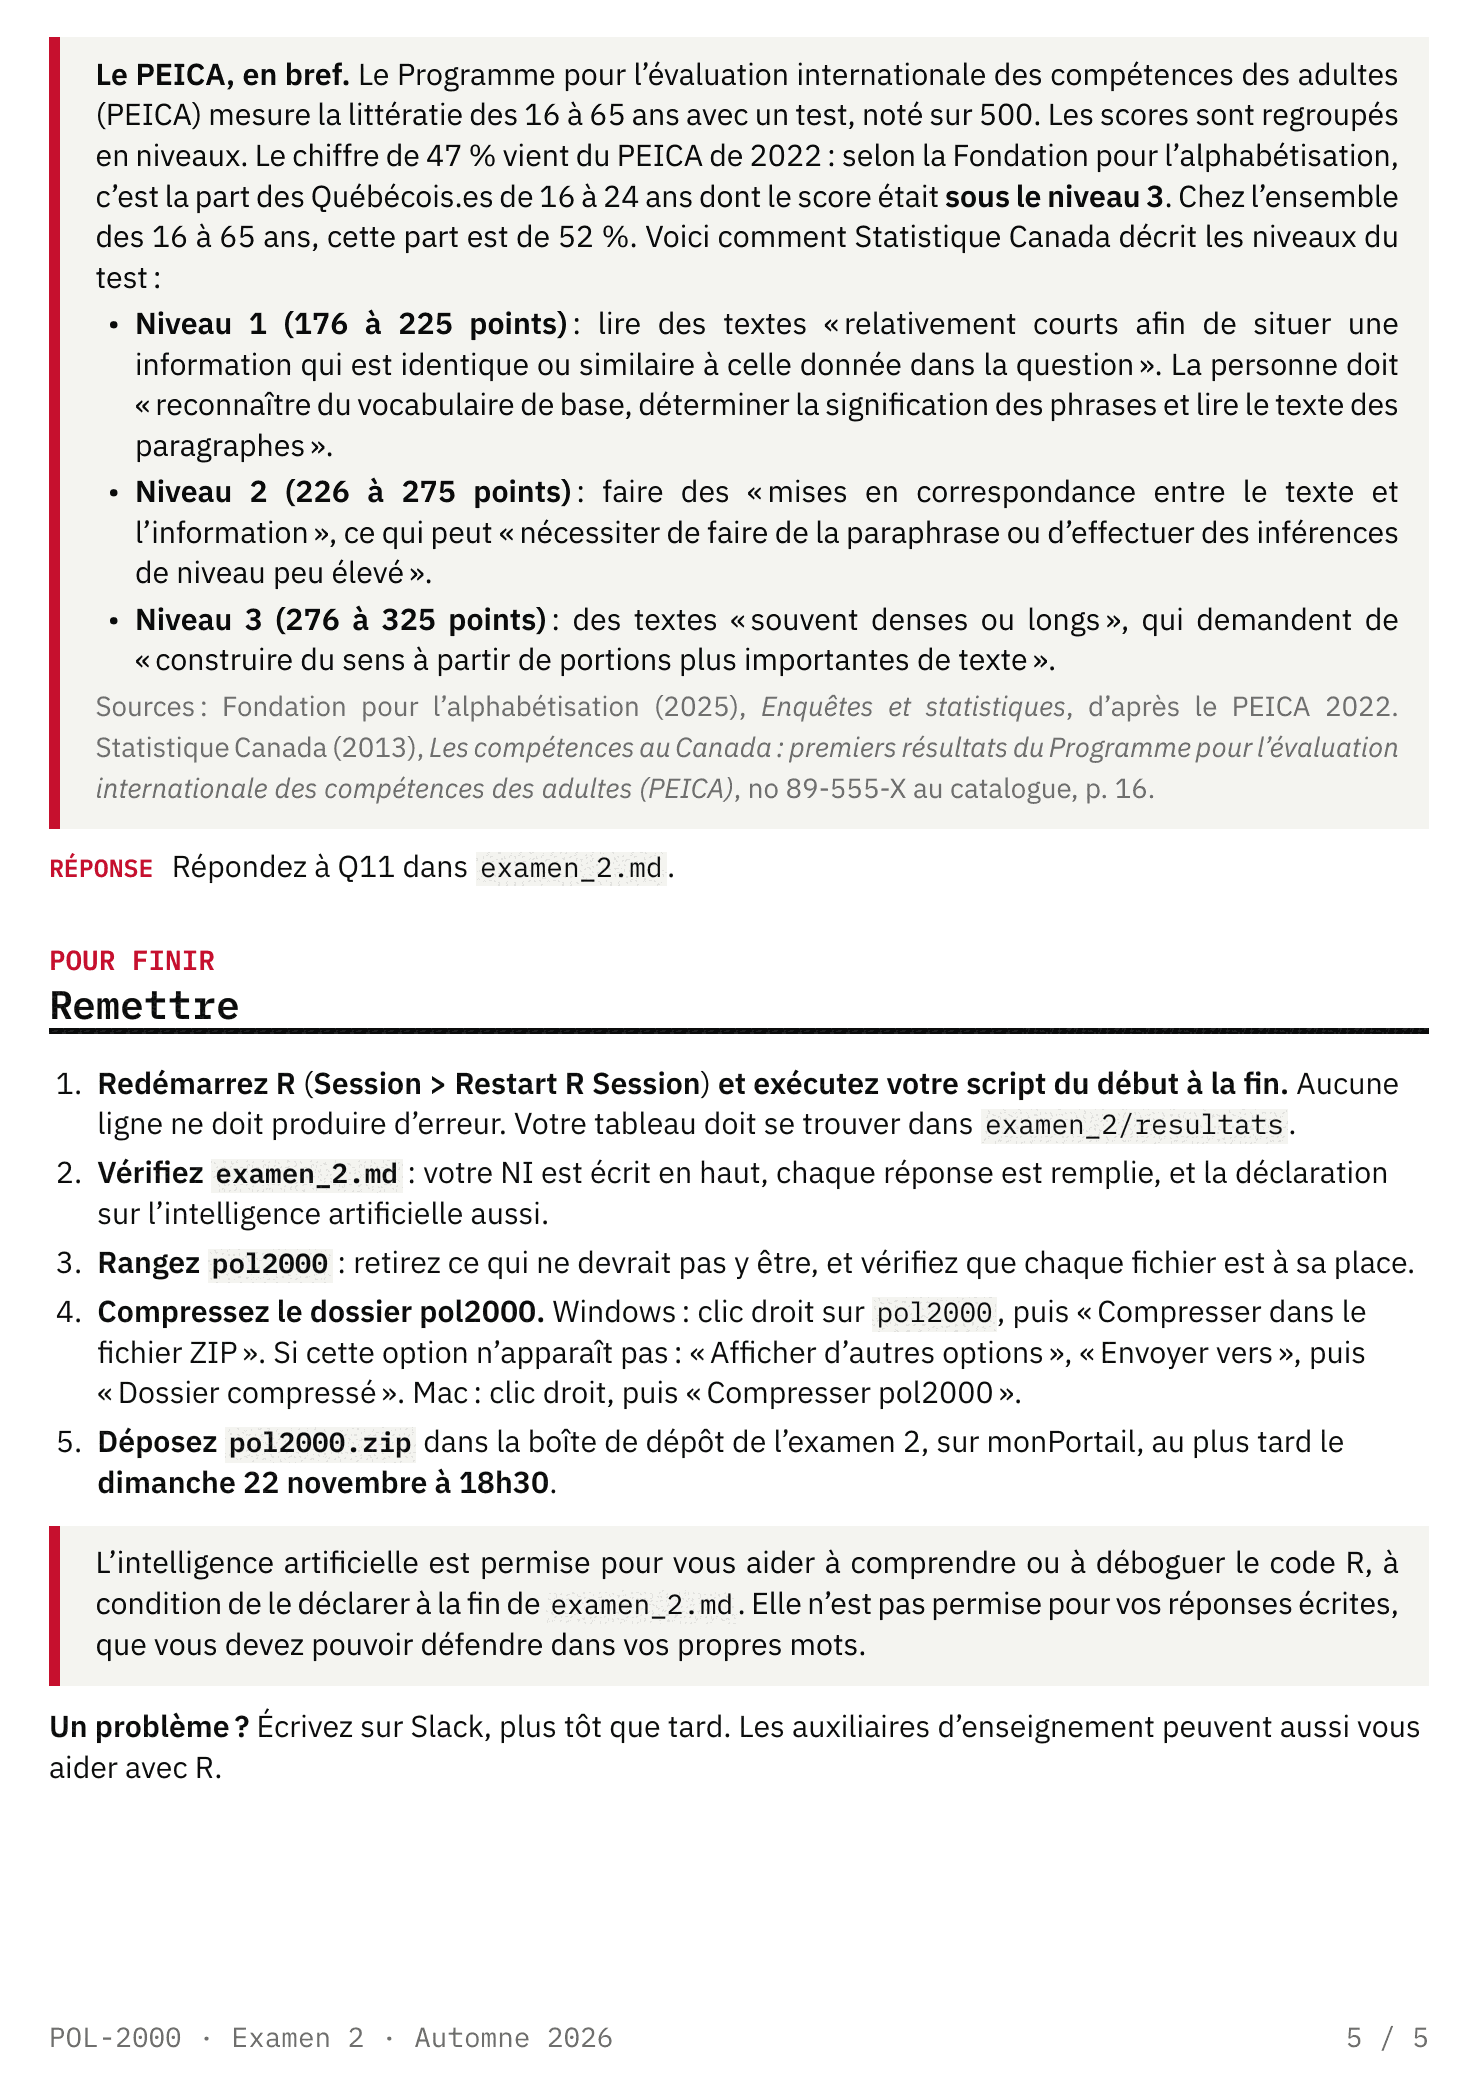 Le PEICA, en bref. Le Programme pour l’évaluation internationale des compétences des adultes
(PEICA) mesure la littératie des 16 à 65 ans avec un test, noté sur 500. Les scores sont regroupés
en niveaux. Le chiffre de 47 % vient du PEICA de 2022 : selon la Fondation pour l’alphabétisation,
c’est la part des Québécois.es de 16 à 24 ans dont le score était sous le niveau 3. Chez l’ensemble
des 16 à 65 ans, cette part est de 52 %. Voici comment Statistique Canada décrit les niveaux du
test :
• Niveau 1 (176 à 225 points) : lire des textes « relativement courts afin de situer une
information qui est identique ou similaire à celle donnée dans la question ». La personne doit
« reconnaître du vocabulaire de base, déterminer la signification des phrases et lire le texte des
paragraphes ».
• Niveau 2 (226 à 275 points) : faire des « mises en correspondance entre le texte et
l’information », ce qui peut « nécessiter de faire de la paraphrase ou d’effectuer des inférences
de niveau peu élevé ».
• Niveau 3 (276 à 325 points) : des textes « souvent denses ou longs », qui demandent de
« construire du sens à partir de portions plus importantes de texte ».
Sources : Fondation pour l’alphabétisation (2025), Enquêtes et statistiques, d’après le PEICA 2022.
Statistique Canada (2013), Les compétences au Canada : premiers résultats du Programme pour l’évaluation
internationale des compétences des adultes (PEICA), no 89-555-X au catalogue, p. 16.
RÉPONSE Répondez à Q11 dans examen_2.md.
POUR FINIR
Remettre
1. Redémarrez R (Session > Restart R Session) et exécutez votre script du début à la fin. Aucune
ligne ne doit produire d’erreur. Votre tableau doit se trouver dans examen_2/resultats.
2. Vérifiez examen_2.md : votre NI est écrit en haut, chaque réponse est remplie, et la déclaration
sur l’intelligence artificielle aussi.
3. Rangez pol2000 : retirez ce qui ne devrait pas y être, et vérifiez que chaque fichier est à sa place.
4. Compressez le dossier pol2000. Windows : clic droit sur pol2000, puis « Compresser dans le
fichier ZIP ». Si cette option n’apparaît pas : « Afficher d’autres options », « Envoyer vers », puis
« Dossier compressé ». Mac : clic droit, puis « Compresser pol2000 ».
5. Déposez pol2000.zip dans la boîte de dépôt de l’examen 2, sur monPortail, au plus tard le
dimanche 22 novembre à 18h30.
L’intelligence artificielle est permise pour vous aider à comprendre ou à déboguer le code R, à
condition de le déclarer à la fin de examen_2.md. Elle n’est pas permise pour vos réponses écrites,
que vous devez pouvoir défendre dans vos propres mots.
Un problème ? Écrivez sur Slack, plus tôt que tard. Les auxiliaires d’enseignement peuvent aussi vous
aider avec R.
POL-2000 · Examen 2 · Automne 2026
5 / 5